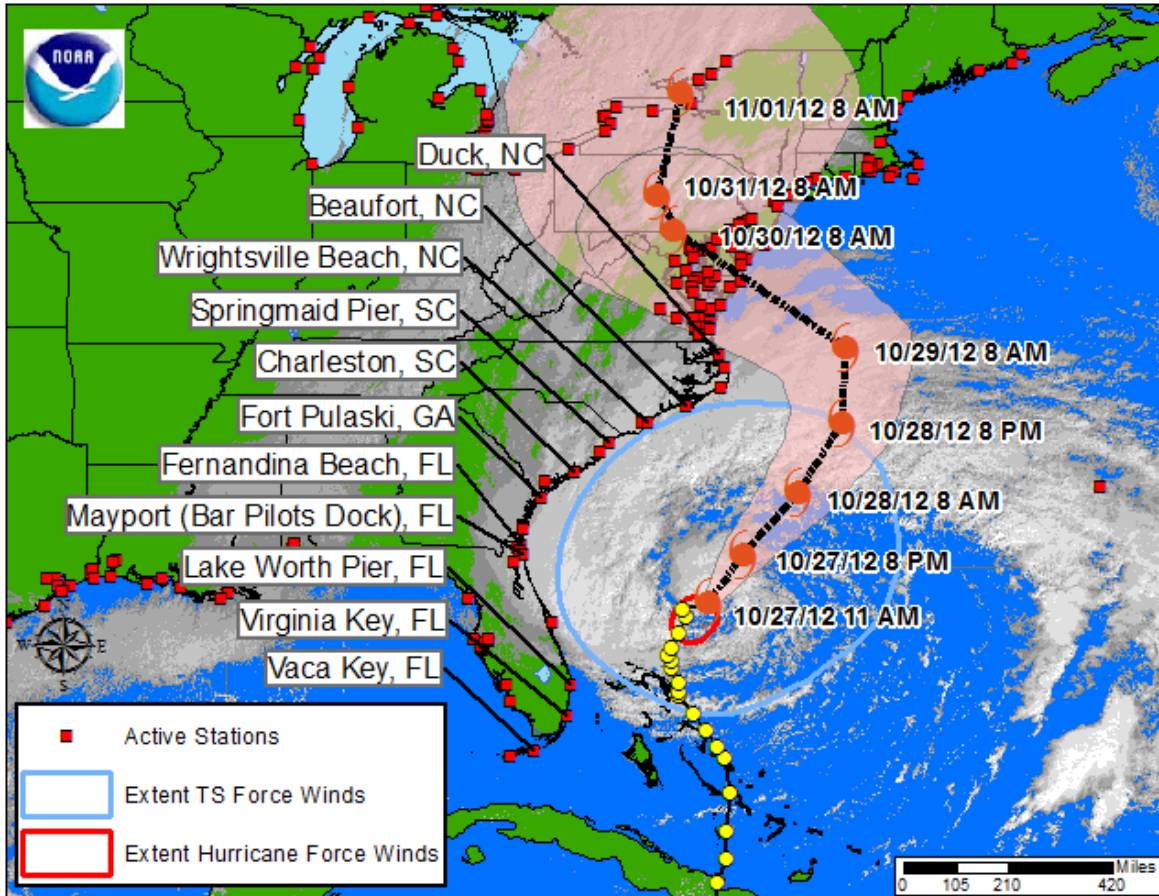 NOAA
Duck, NC
Beaufort, NC
Wrightsville Beach, NC
Springmaid Pier, SC
Charleston, SC
Fort Pulaski, GA
Fernandina Beach, FL
Mayport (Bar Pilots Dock), FL
Lake Worth Pier, FL
Virginia Key, FL
Vaca Key, FL
11/01/12 8 AM
10/31/12 8 AM
10/30/12 8 AM
10/29/12 8 AM
10/28/12 8 PM
10/28/12 8 AM
10/27/12 8 PM
10/27/12 11 AM
N
W E
S
Active Stations
Extent TS Force Winds
Extent Hurricane Force Winds
Miles
0 105 210 420